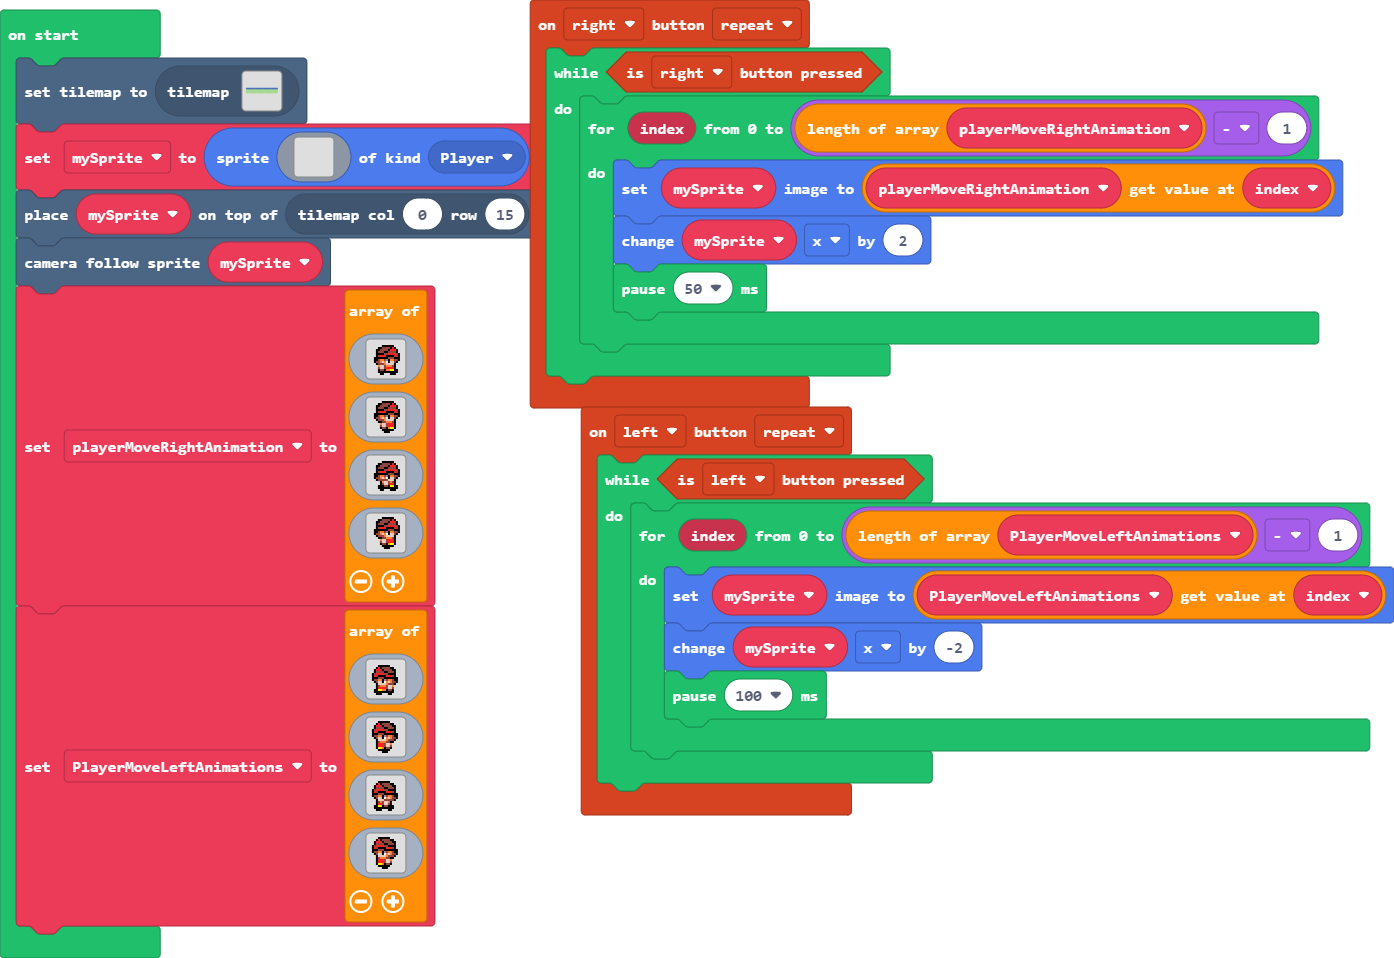 on start
set tilemap to tilemap
set mySprite to sprite of kind Player
place mySprite on top of tilemap col 0 row 15
camera follow sprite mySprite
set playerMoveRightAnimation to array of
set PlayerMoveLeftAnimations to array of
on right button repeat
while is right button pressed
do
for index from 0 to length of array playerMoveRightAnimation - 1
do
set mySprite image to playerMoveRightAnimation get value at index
change mySprite x by 2
pause 50 ms
on left button repeat
while is left button pressed
do
for index from 0 to length of array PlayerMoveLeftAnimations - 1
do
set mySprite image to PlayerMoveLeftAnimations get value at index
change mySprite x by -2
pause 100 ms